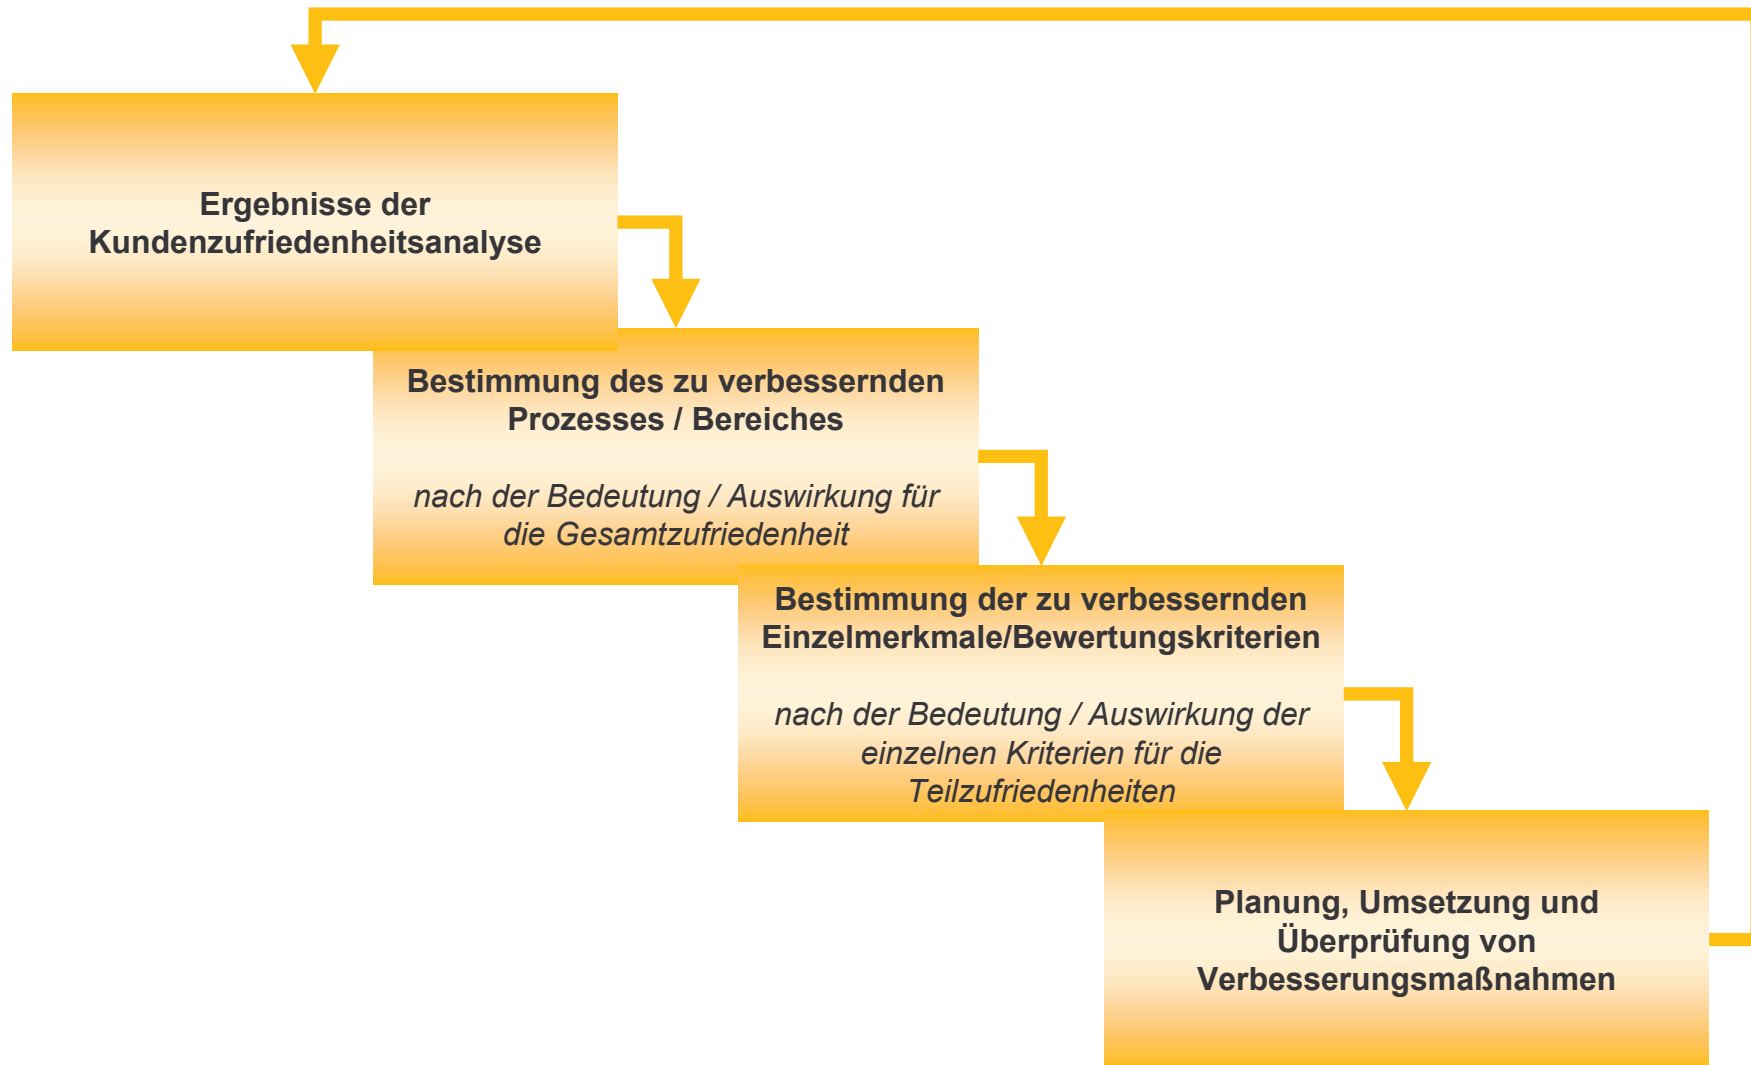 Ergebnisse der
Kundenzufriedenheitsanalyse
Bestimmung des zu verbessernden
Prozesses / Bereiches
nach der Bedeutung / Auswirkung für
die Gesamtzufriedenheit
Bestimmung der zu verbessernden
Einzelmerkmale/Bewertungskriterien
nach der Bedeutung / Auswirkung der
einzelnen Kriterien für die
Teilzufriedenheiten
Planung, Umsetzung und
Überprüfung von
Verbesserungsmaßnahmen